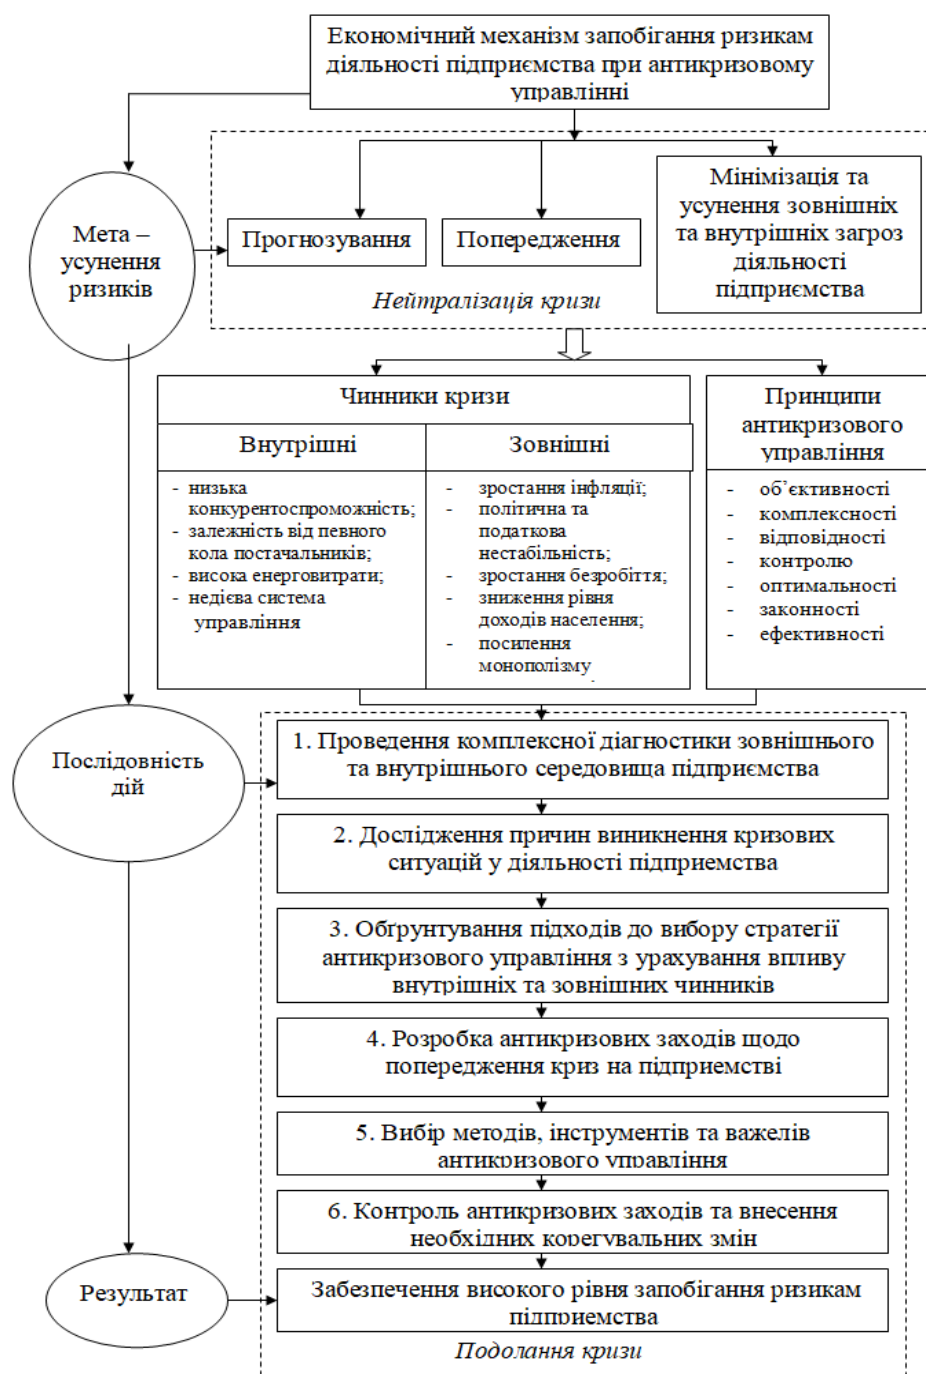 Економічний механізм запобігання ризикам
діяльності підприємства при антикризовому
управлінні
Мета –
усунення
ризиків
Прогнозування
Попередження
Мінімізація та
усунення зовнішніх
та внутрішніх загроз
діяльності
підприємства
Нейтралізація кризи
Чинники кризи
Внутрішні
- низька
конкурентоспроможність;
- залежність від певного
кола постачальників;
- висока енерговитрати;
- недієва система
управління
Зовнішні
- зростання інфляції;
- політична та
податкова
нестабільність;
- зростання безробіття;
- зниження рівня
доходів населення;
- посилення
монополізму
Принципи
антикризового
управління
- об’єктивності
- комплексності
- відповідності
- контролю
- оптимальності
- законності
- ефективності
Послідовність
дій
1. Проведення комплексної діагностики зовнішнього
та внутрішнього середовища підприємства
2. Дослідження причин виникнення кризових
ситуацій у діяльності підприемства
3. Обґрунтування підходів до вибору стратегії
антикризового управління з урахування впливу
внутрішніх та зовнішних чинників
4. Розробка антикризових заходів щодо
попередження криз на підприемстві
5. Вибір методів, інструментів та важелів
антикризового управління
6. Контроль антикризових заходів та внесення
необхідних корегувальних змін
Результат
Забезпечення високого рівня запобігання ризикам
підприемства
Подолання кризи